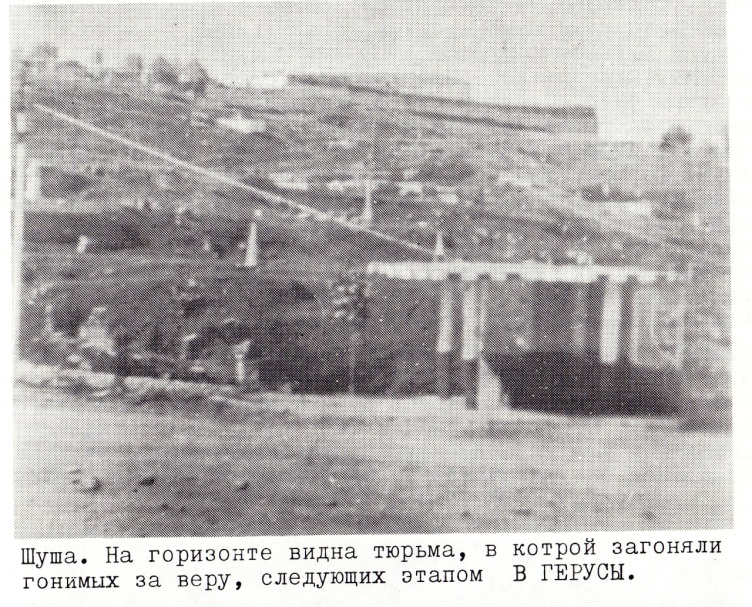 Шуша. На горизонте видна тюрьма, в котрой загоняли
гонимых за веру, следующих этапом В ГЕРУСЫ.